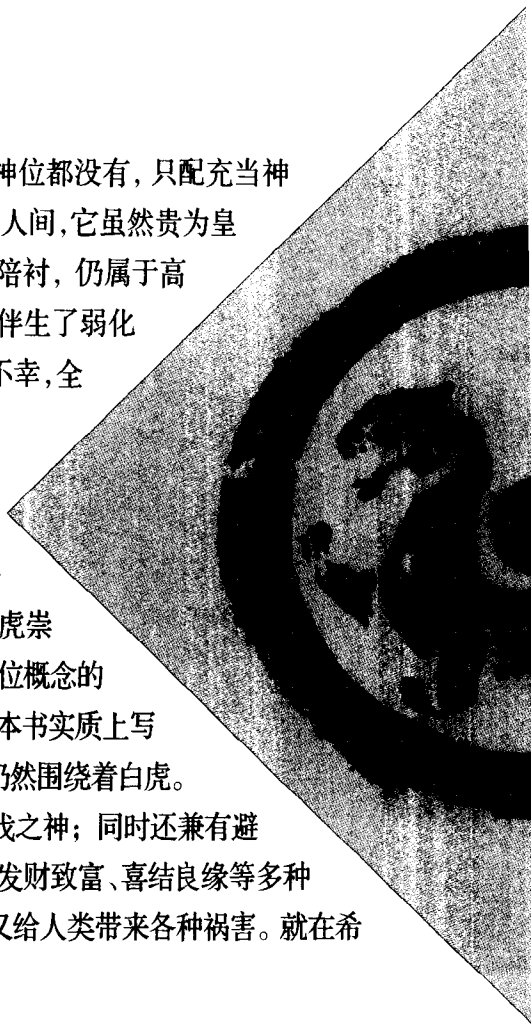 神位都没有，只配充当神
人间，它虽然贵为皇
陪衬，仍属于高
伴生了弱化
不幸，全
虎崇
位概念的
本书实质上写
仍然围绕着白虎。
之神；同时还兼有避
发财致富、喜结良缘等多种
又给人类带来各种祸害。就在希